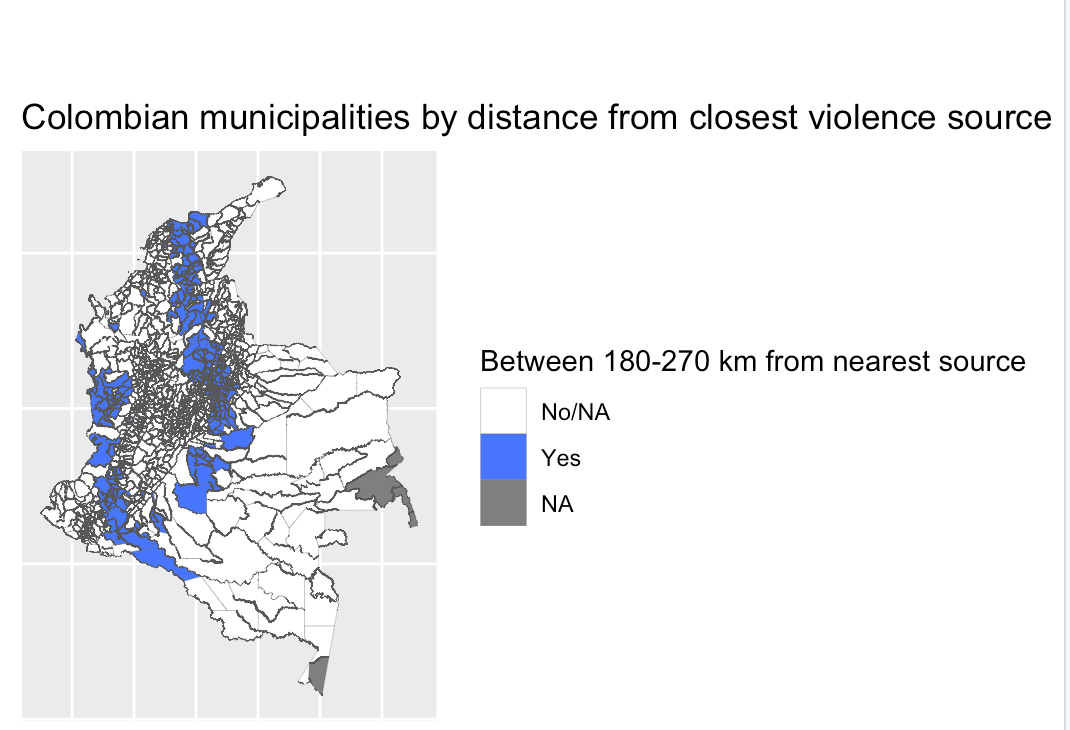 Colombian municipalities by distance from closest violence source
Between 180-270 km from nearest source
No/NA
Yes
NA